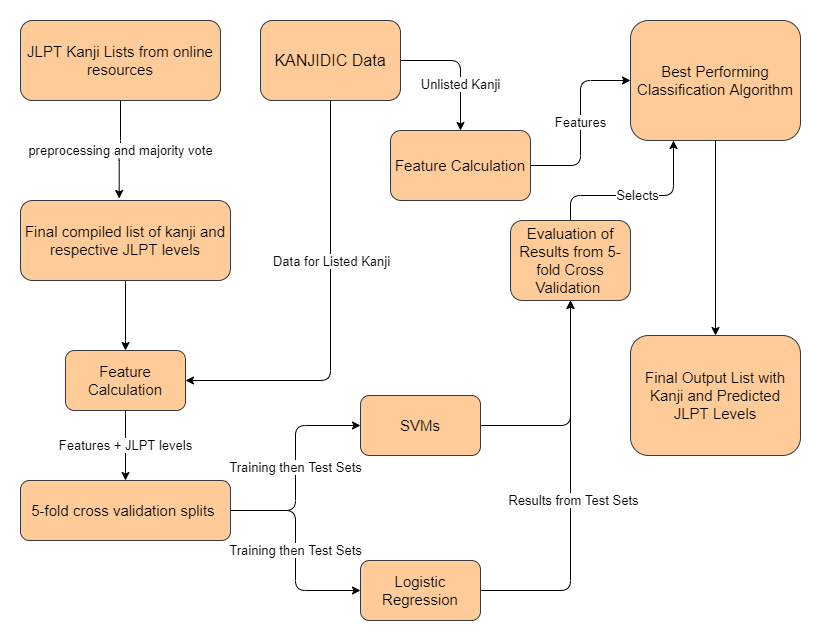 JLPT Kanji Lists from online
resources
KANJIDIC Data
Unlisted Kanji
Best Performing
Classification Algorithm
Features
Feature Calculation
preprocessing and majority vote
Selects
Final compiled list of kanji and
respective JLPT levels
Evaluation of
Results from 5-
fold Cross
Validation
Data for Listed Kanji
Feature
Calculation
Final Output List with
Kanji and Predicted
JLPT Levels
Features + JLPT levels
SVMs
Training then Test Sets
5-fold cross validation splits
Results from Test Sets
Training then Test Sets
Logistic
Regression